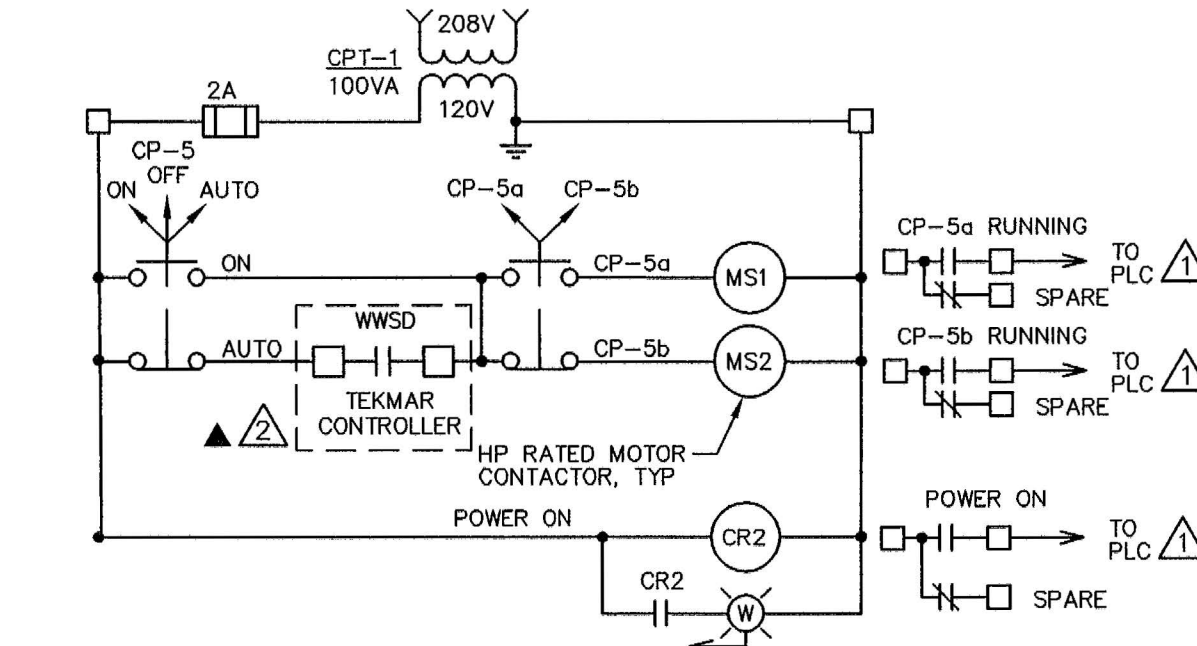 208V
CPT-1
100VA
120V
2A
CP-5
OFF
ON
AUTO
CP-5a
CP-5b
ON
CP-5a
MS1
CP-5a RUNNING
TO
PLC
1
SPARE
WWSD
AUTO
CP-5b
MS2
CP-5b RUNNING
TO
PLC
1
SPARE
TEKMAR
CONTROLLER
2
HP RATED MOTOR
CONTACTOR, TYP
POWER ON
CR2
POWER ON
TO
PLC
1
SPARE
CR2
W